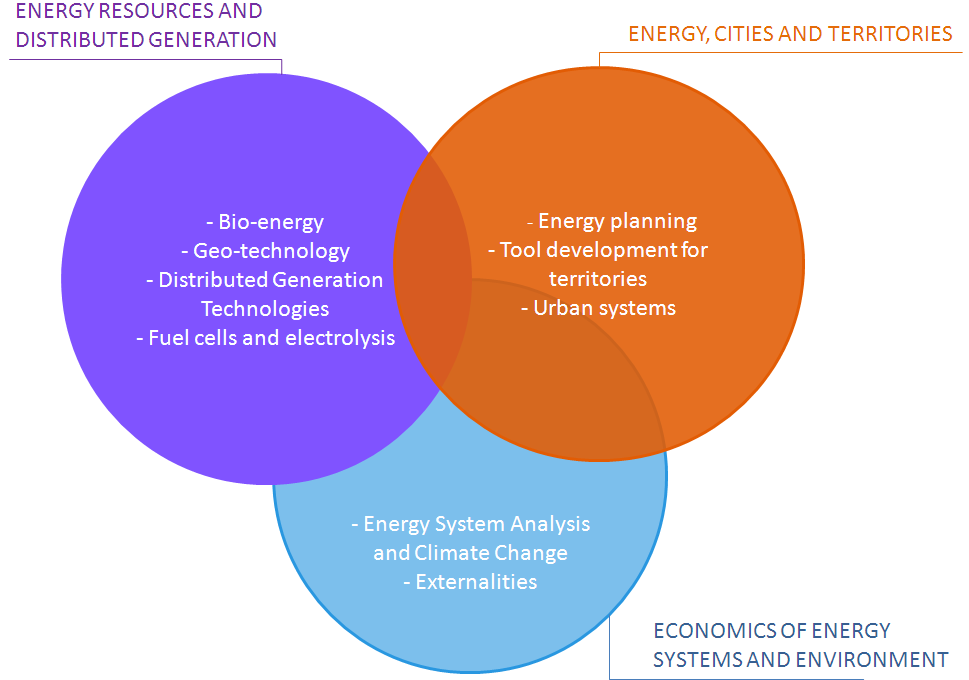 ENERGY RESOURCES AND
DISTRIBUTED GENERATION
ENERGY, CITIES AND TERRITORIES
- Bio-energy
- Geo-technology
- Distributed Generation
Technologies
- Fuel cells and electrolysis
- Energy planning
- Tool development for
territories
- Urban systems
- Energy System Analysis
and Climate Change
- Externalities
ECONOMICS OF ENERGY
SYSTEMS AND ENVIRONMENT